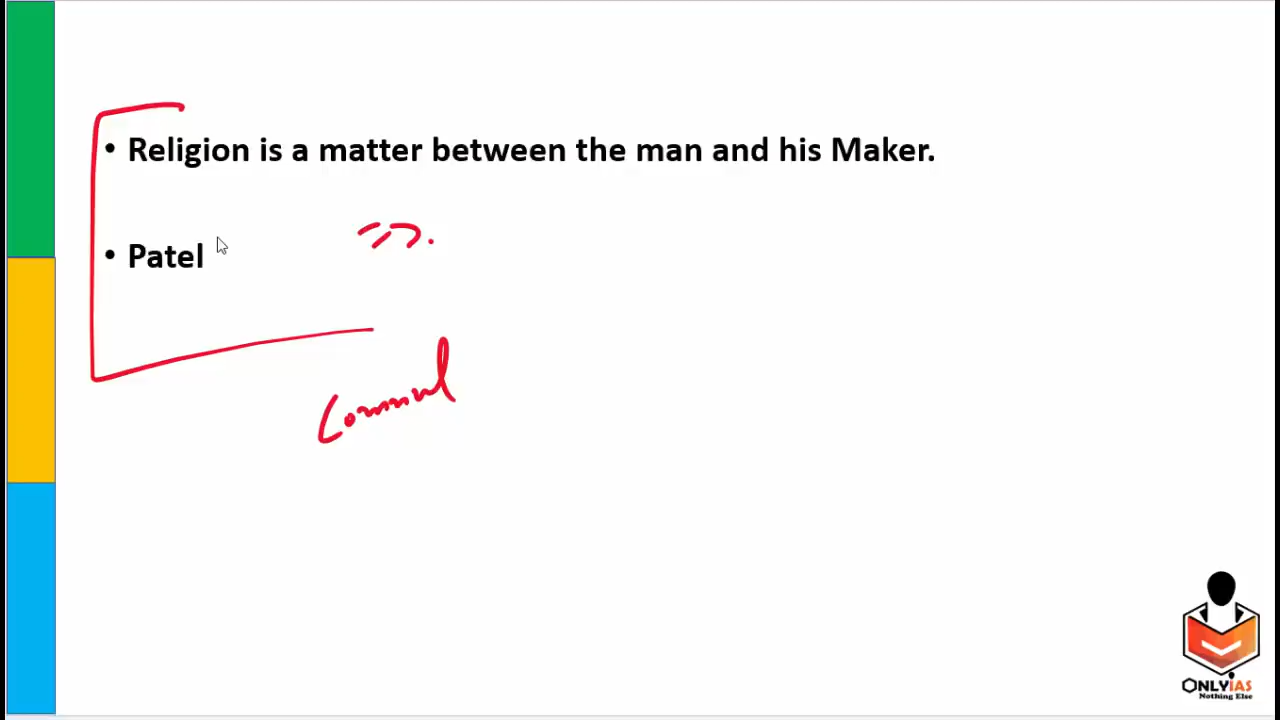 • Religion is a matter between the man and his Maker.
• Patel
ONLYIAS
Nothing Else